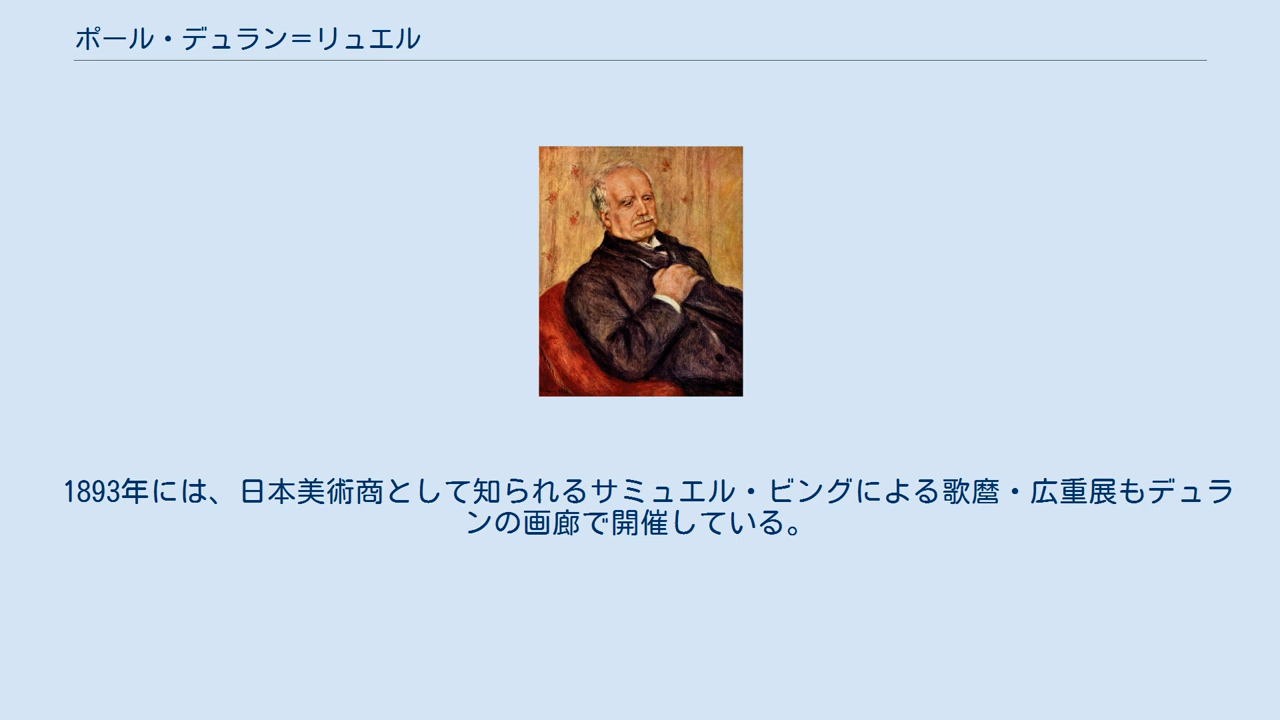 ポール・デュラン＝リュエル
1893年には、日本美術商として知られるサミュエル・ビングによる歌麿・広重展もデュラ
ンの画廊で開催している。